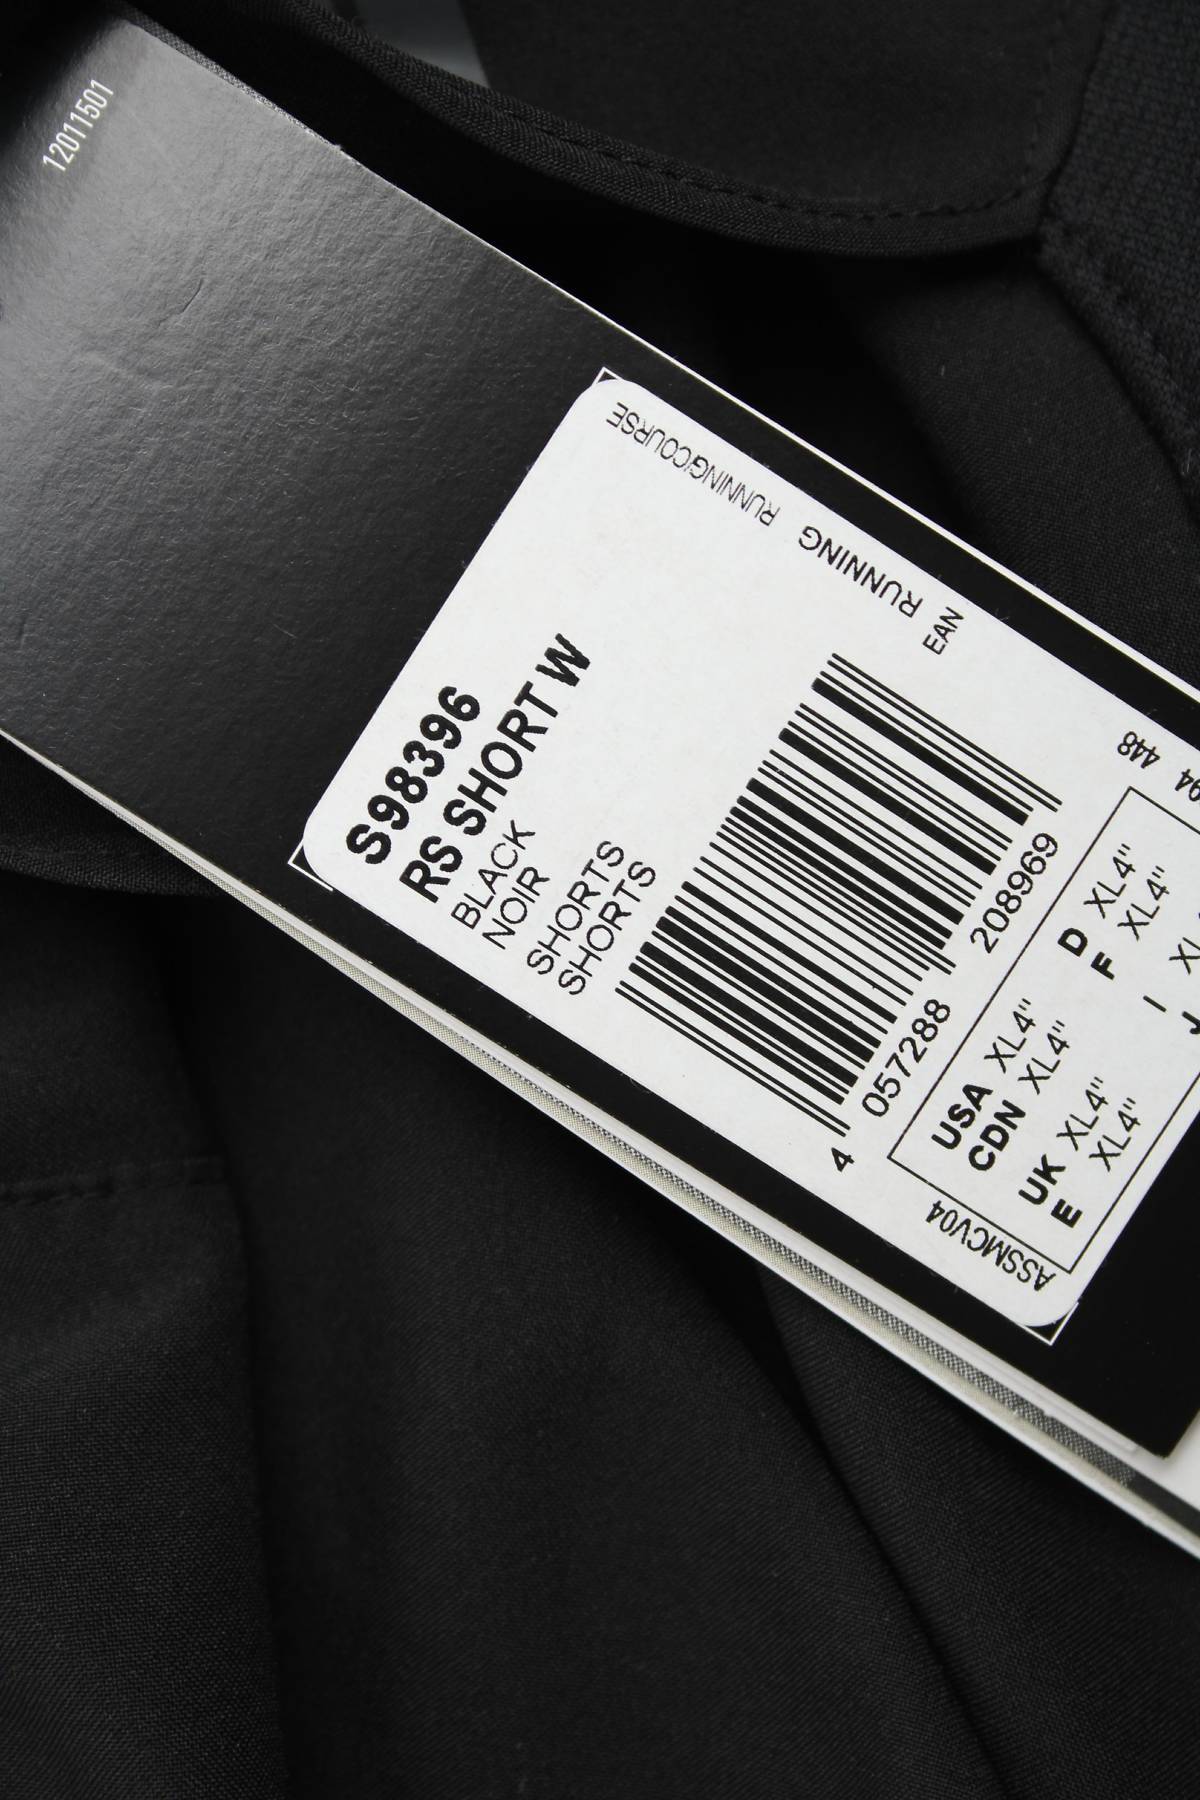 12011501
S98396
RS SHORT W
BLACK
NOIR
SHORTS
SHORTS
RUNNING RUNNING/COURSE
EAN
4 057288 208969
448
94
USA XL4" D XL4"
CDN XL4" F XL4"
UK XL4" I
E XL4" J
ASSMCV04